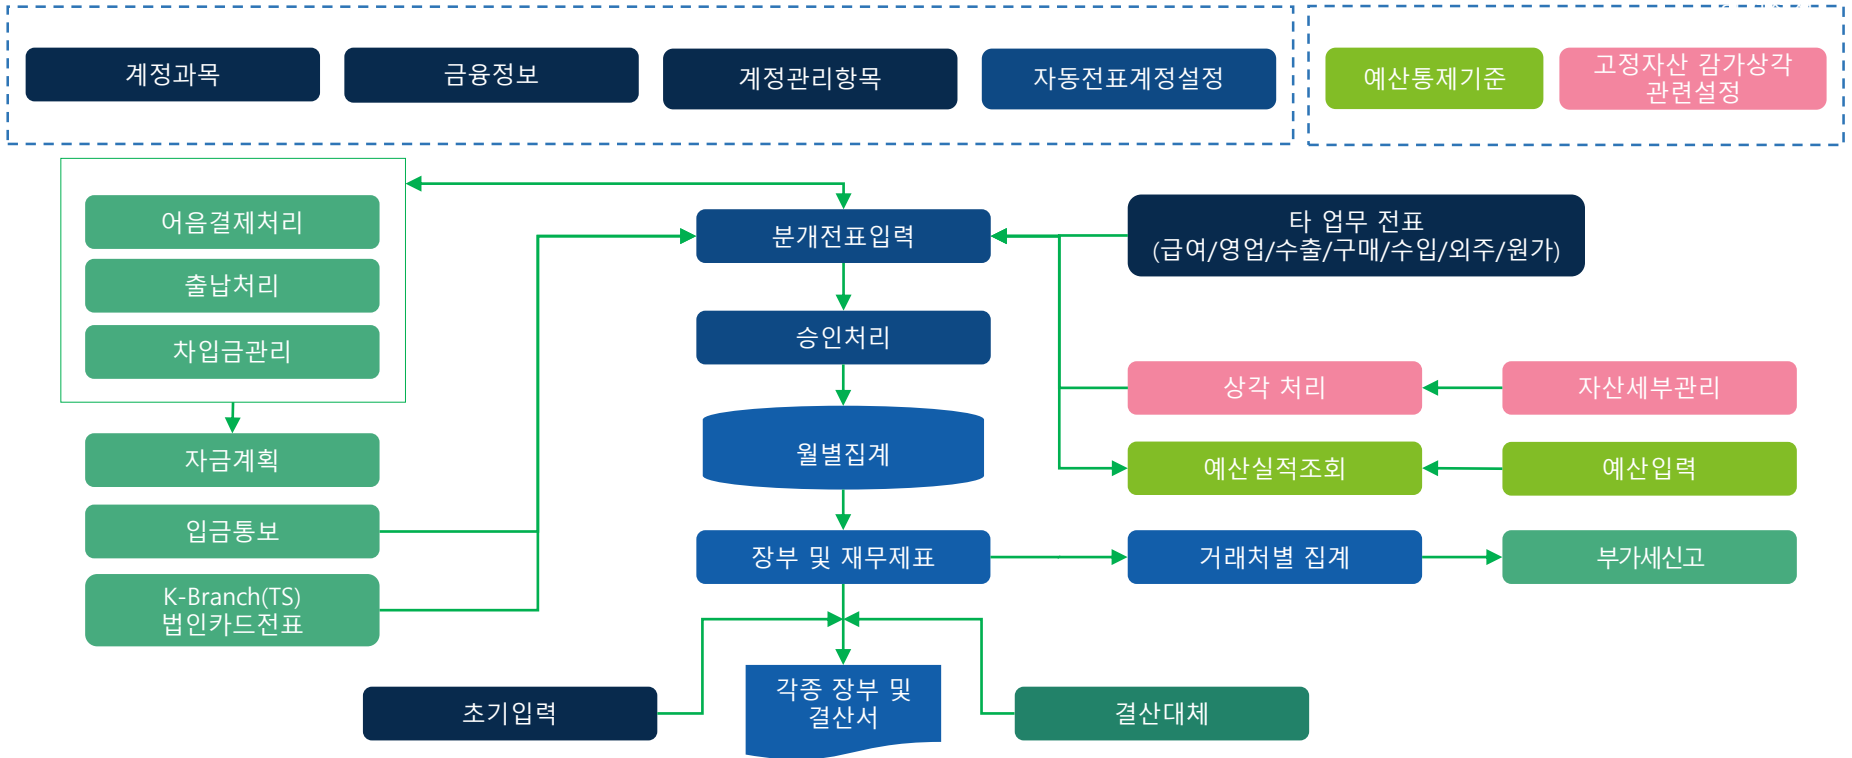 계정과목
금융정보
계정관리항목
자동전표계정설정
예산통제기준
고정자산 감가상각
관련설정
어음결제처리
출납처리
차입금관리
자금계획
입금통보
K-Branch(TS)
법인카드전표
분개전표입력
승인처리
월별집계
장부 및 재무제표
각종 장부 및
결산서
초기입력
결산대체
타 업무 전표
(급여/영업/수출/구매/수입/외주/원가)
상각 처리
자산세부관리
예산실적조회
예산입력
거래처별 집계
부가세신고